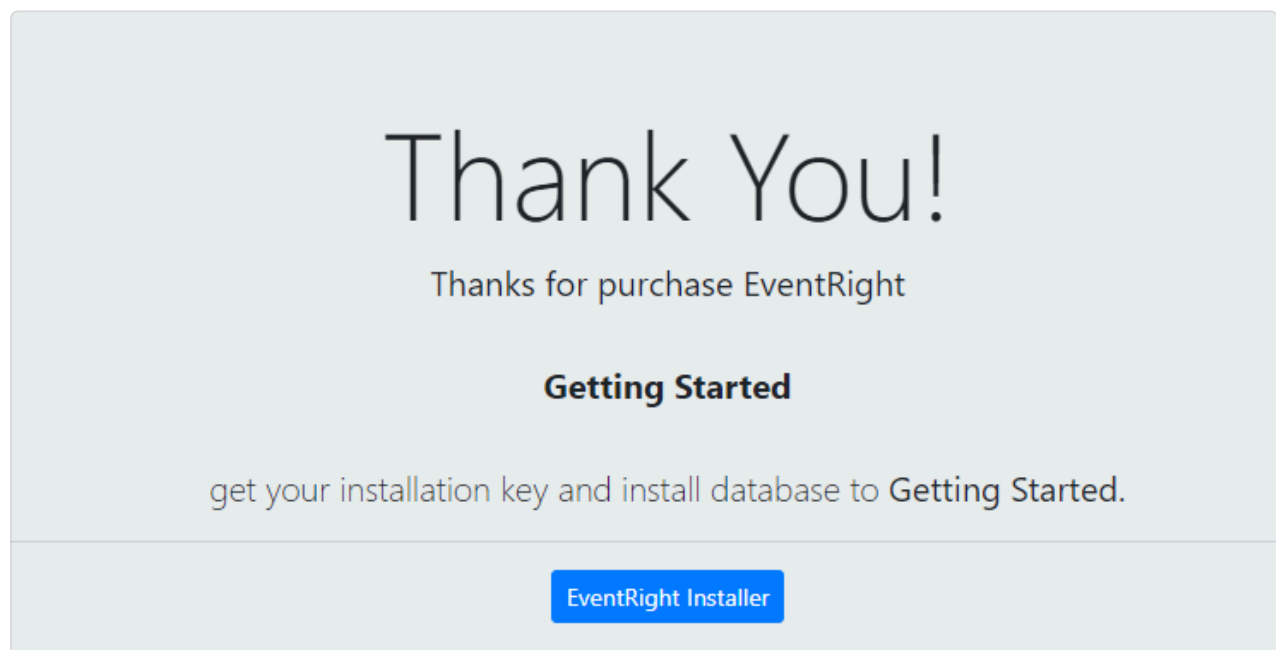 Thank You!
Thanks for purchase EventRight
Getting Started
get your installation key and install database to Getting Started.
EventRight Installer